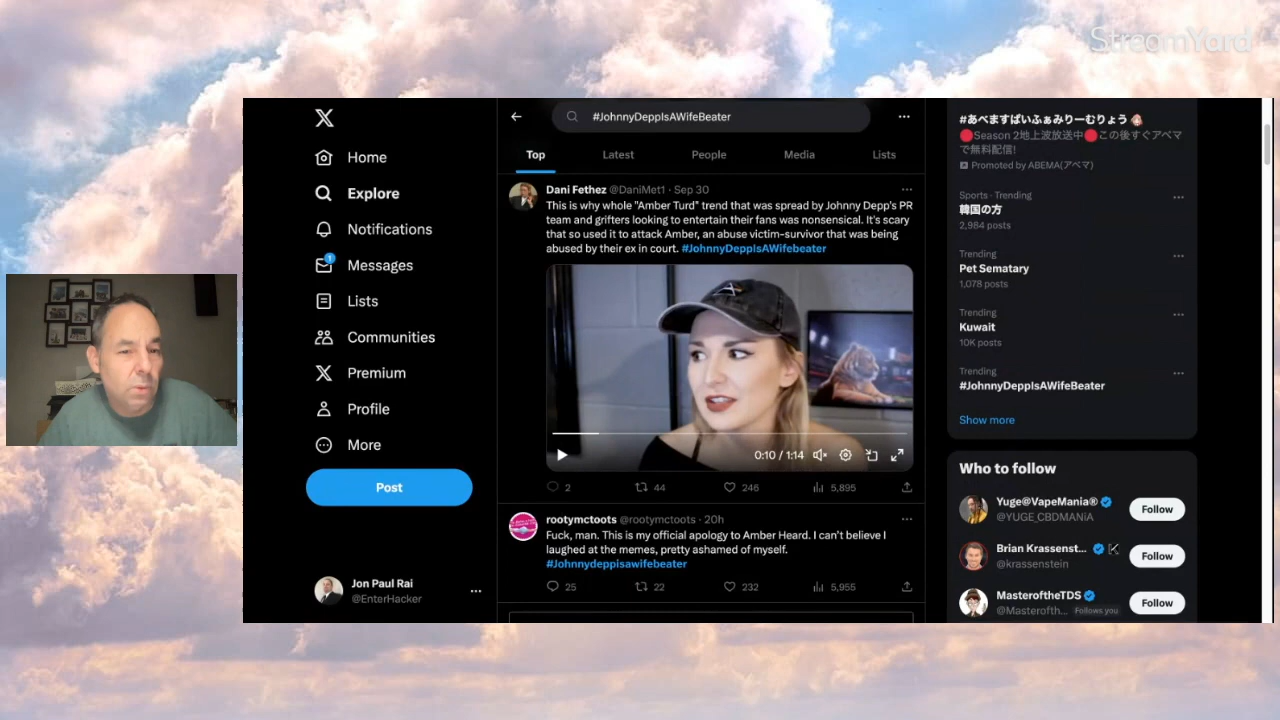 StreamYard
Home
Explore
Notifications
1
Messages
Lists
Communities
Premium
Profile
More
Post
Jon Paul Rai
@EnterHacker
#JohnnyDeppIsAWifeBeater
Top Latest People Media Lists
Dani Fethez @DaniMet1 · Sep 30
This is why whole "Amber Turd" trend that was spread by Johnny Depp's PR
team and grifters looking to entertain their fans was nonsensical. It's scary
that so used it to attack Amber, an abuse victim-survivor that was being
abused by their ex in court. #JohnnyDeppIsAWifebeater
0:10 / 1:14
2 44 246 5,895
rootymctoots @rootymctoots · 20h
Fuck, man. This is my official apology to Amber Heard. I can't believe I
laughed at the memes, pretty ashamed of myself.
#Johnnydeppisawifebeater
25 22 232 5,955
#あべますぱいふぁみりーむりょう
Season 2地上波放送中🔴この後すぐアベマ
で無料配信!
Promoted by ABEMA(アベマ)
Sports · Trending
韓国の方
2,984 posts
Trending
Pet Sematary
1,078 posts
Trending
Kuwait
10K posts
Trending
#JohnnyDeppIsAWifeBeater
Show more
Who to follow
Yuge@VapeMania®
@YUGE_CBDMANiA
Follow
Brian Krassenst...
@krassenstein
Follow
MasteroftheTDS
@Masterofth... Follows you
Follow